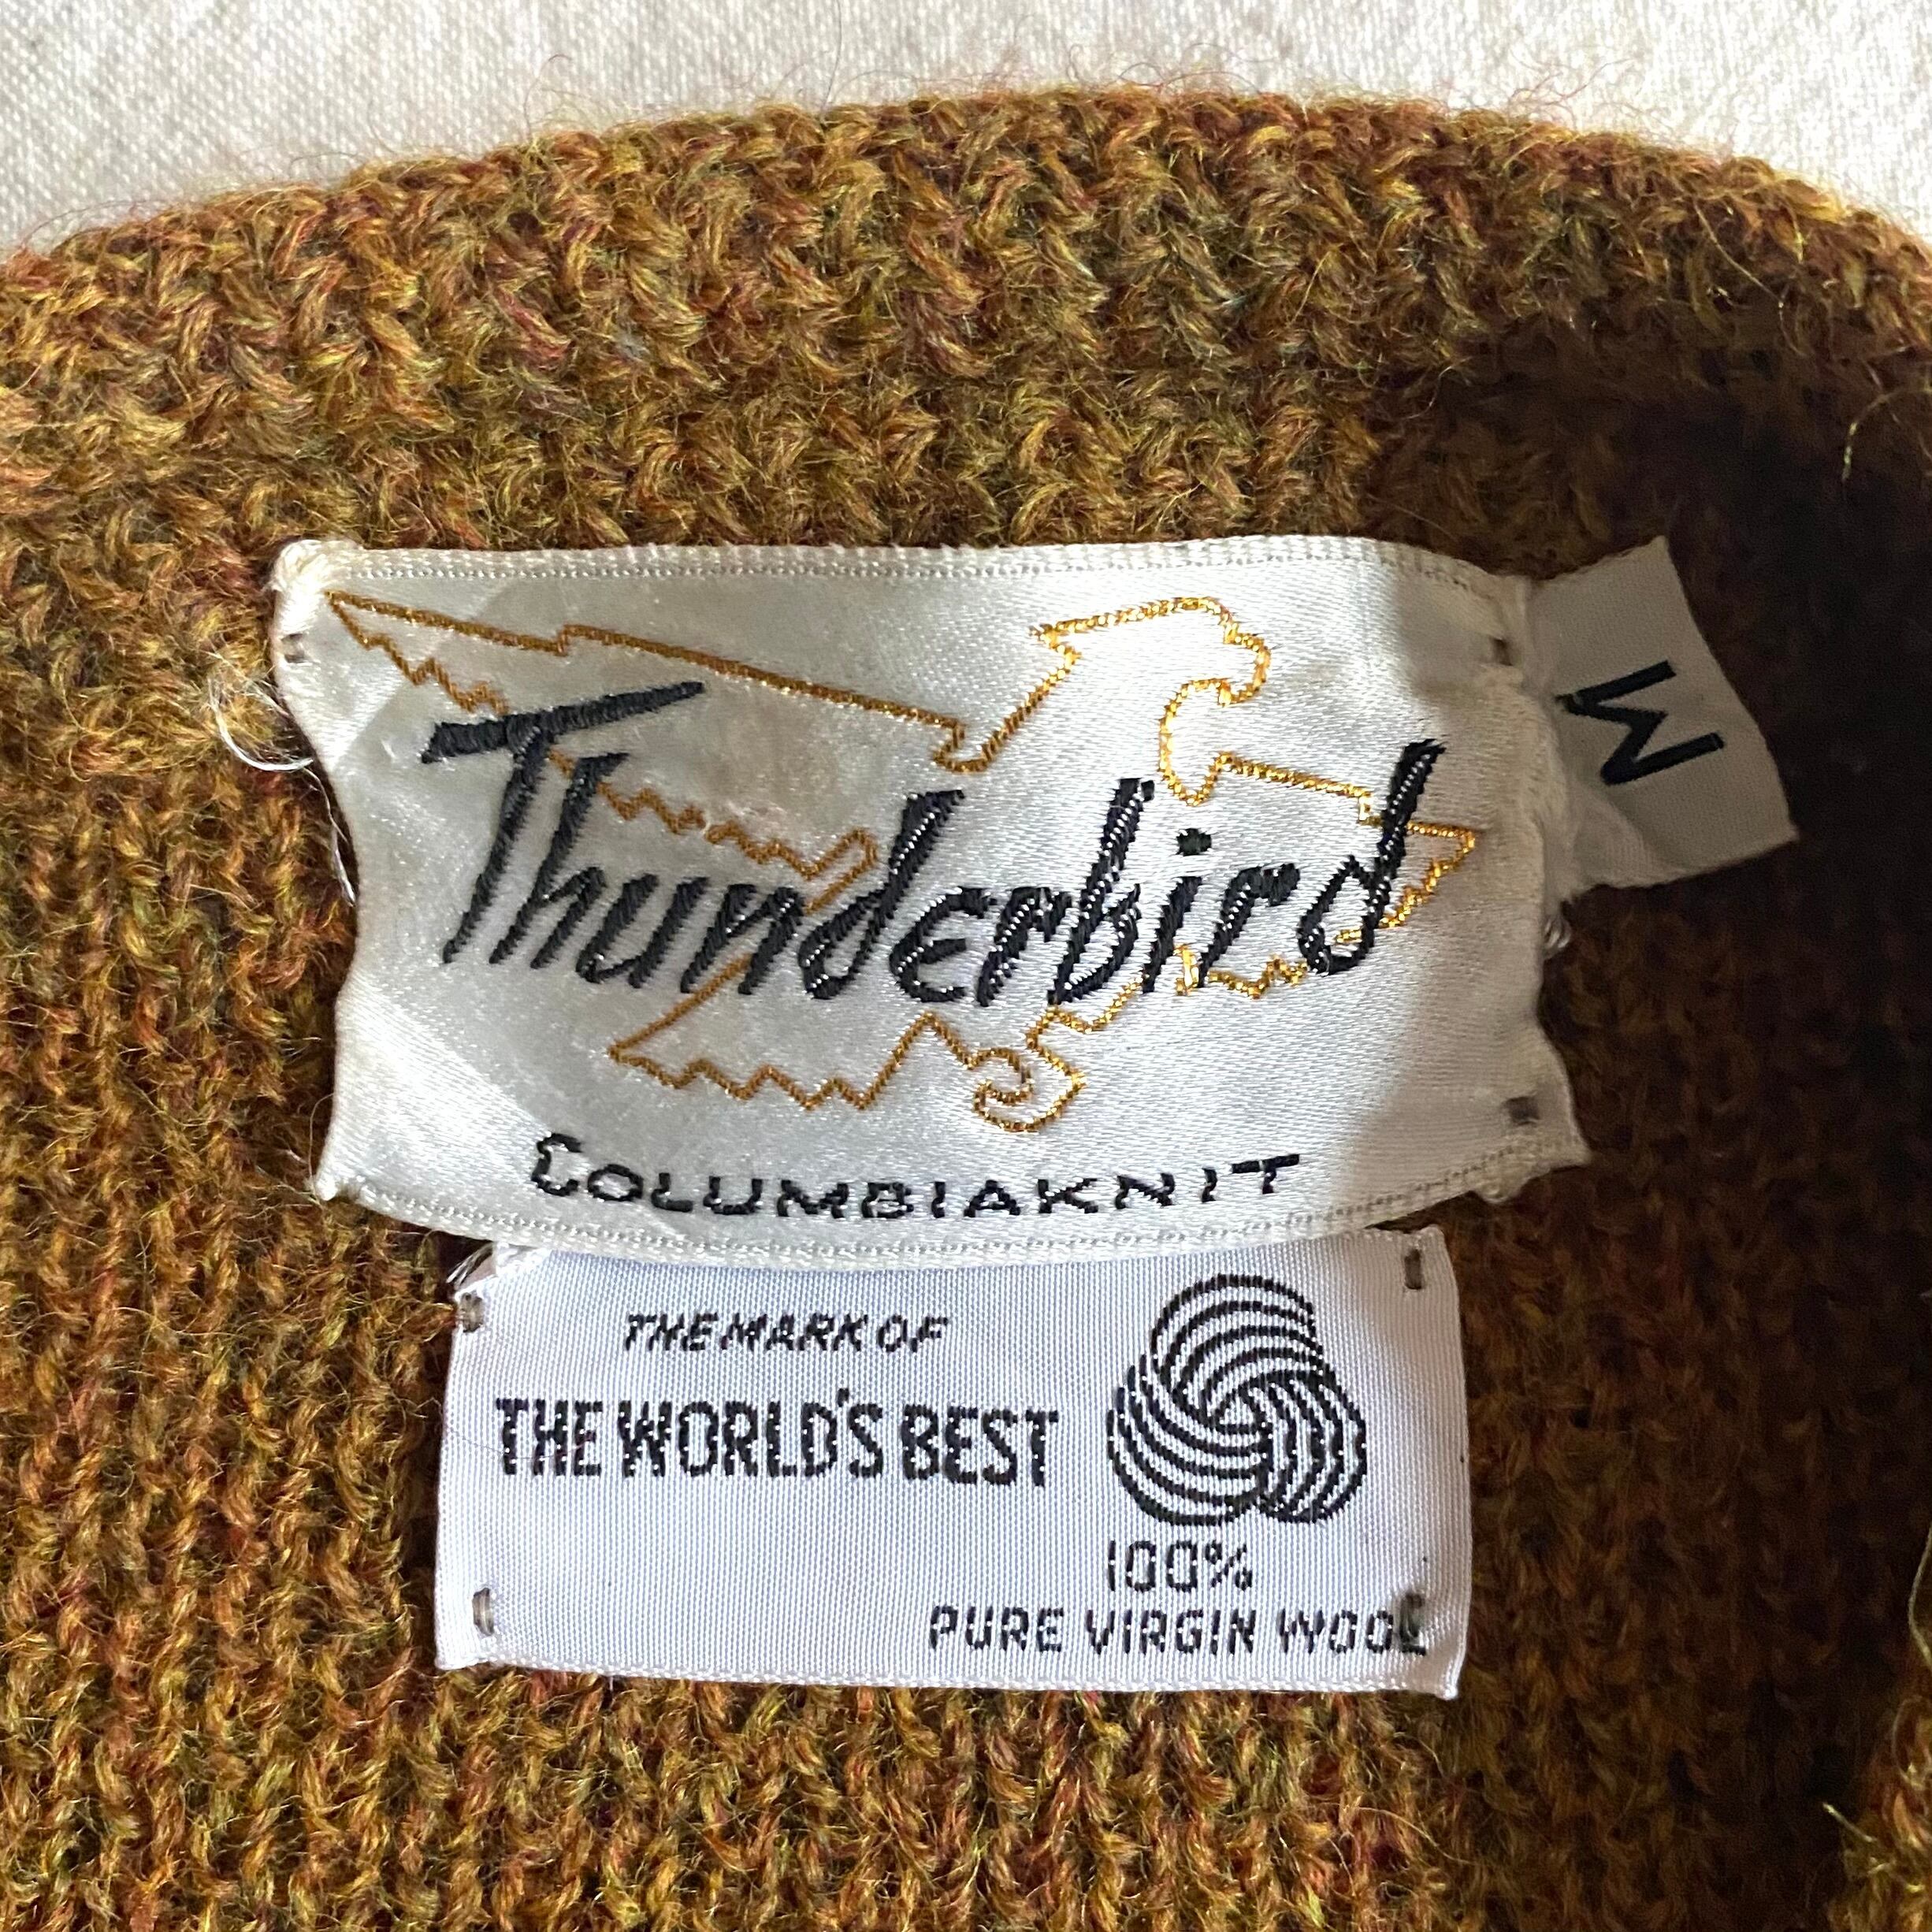 Thunderbird
M
COLUMBIAKNIT
THE MARK OF
THE WORLD'S BEST
100%
PURE VIRGIN WOOL